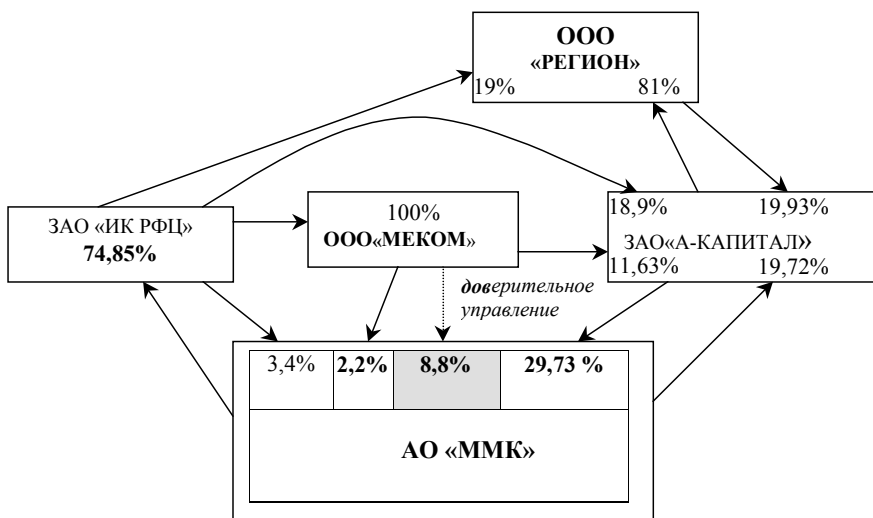 ООО
«РЕГИОН»
19% 81%
ЗАО «ИК РФЦ»
74,85%
100%
ООО«МЕКОМ»
18,9% 19,93%
ЗАО«А-КАПИТАЛ»
11,63% 19,72%
доверительное
управление
3,4% 2,2% 8,8% 29,73 %
АО «ММК»